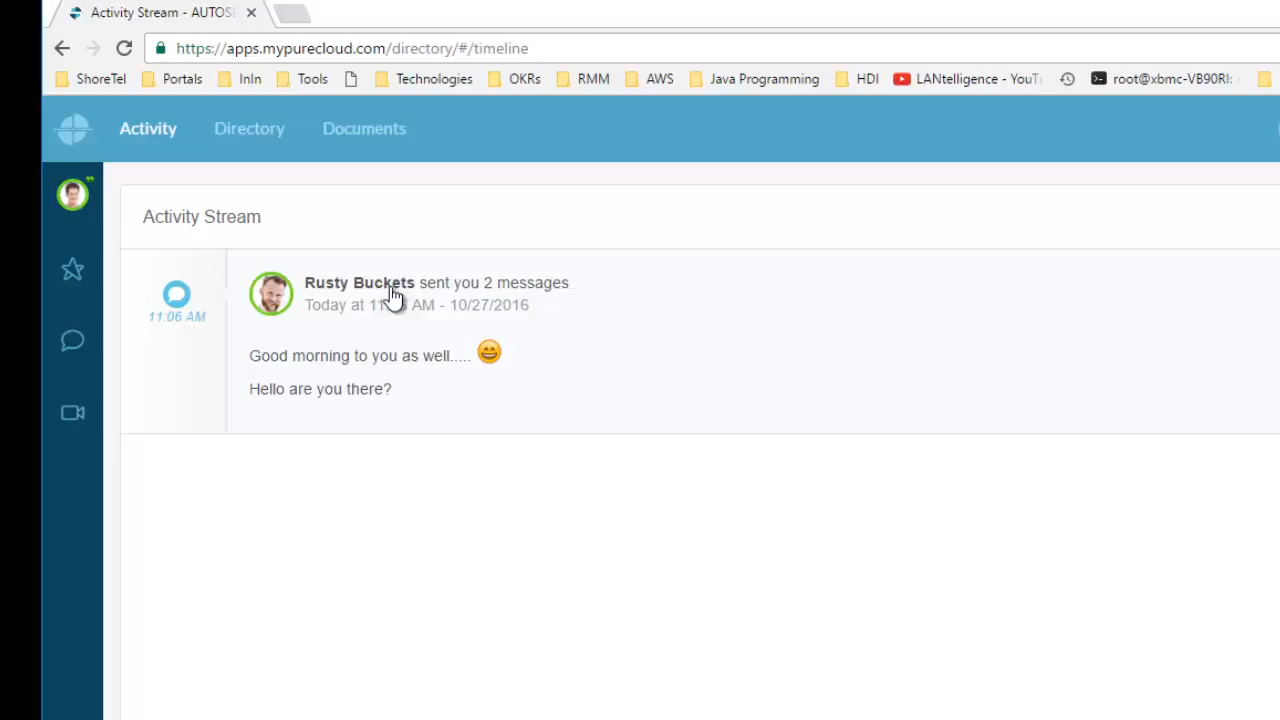 Activity Stream - AUTOS
https://apps.mypurecloud.com/directory/#/timeline
ShoreTel Portals InIn Tools Technologies OKRs RMM AWS Java Programming HDI LANtelligence - YouTu root@xbmc-VB90RI:
Activity Directory Documents
Activity Stream
Rusty Buckets sent you 2 messages
Today at AM - 10/27/2016
11:06 AM
Good morning to you as well..... 😄
Hello are you there?